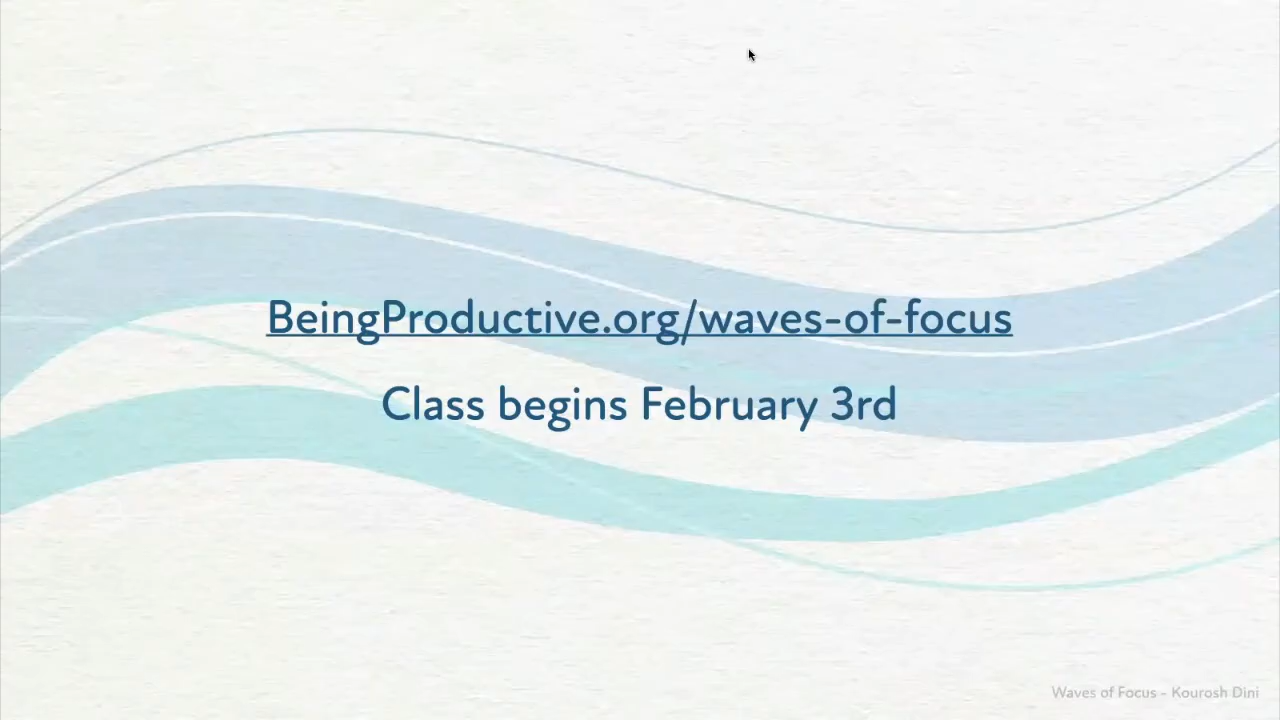 BeingProductive.org/waves-of-focus
Class begins February 3rd
Waves of Focus - Kourosh Dini